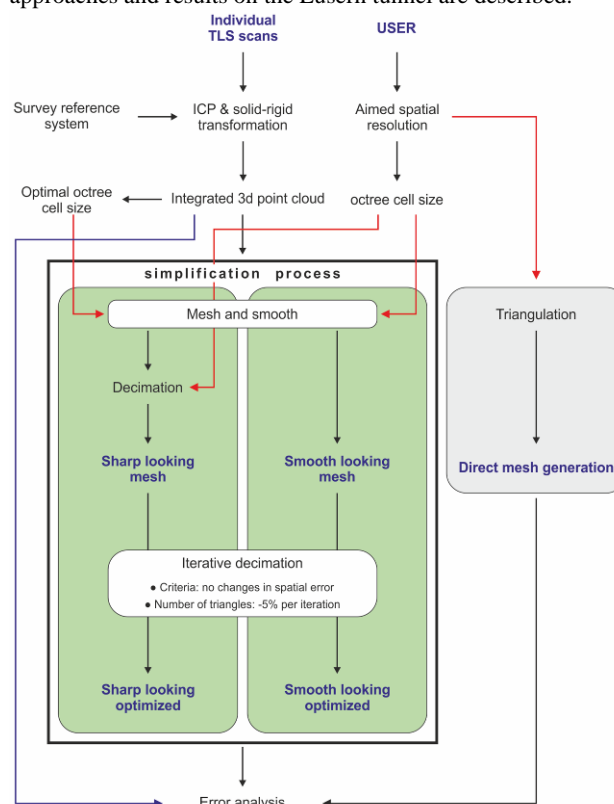 approaches and results on the Lusern tunnel are described.
Individual
TLS scans
USER
Survey reference
system
ICP & solid-rigid
transformation
Aimed spatial
resolution
Optimal octree
cell size
Integrated 3d point cloud
octree cell size
simplification process
Mesh and smooth
Triangulation
Decimation
Sharp looking
mesh
Smooth looking
mesh
Direct mesh generation
Iterative decimation
● Criteria: no changes in spatial error
● Number of triangles: -5% per iteration
Sharp looking
optimized
Smooth looking
optimized
Error analysis